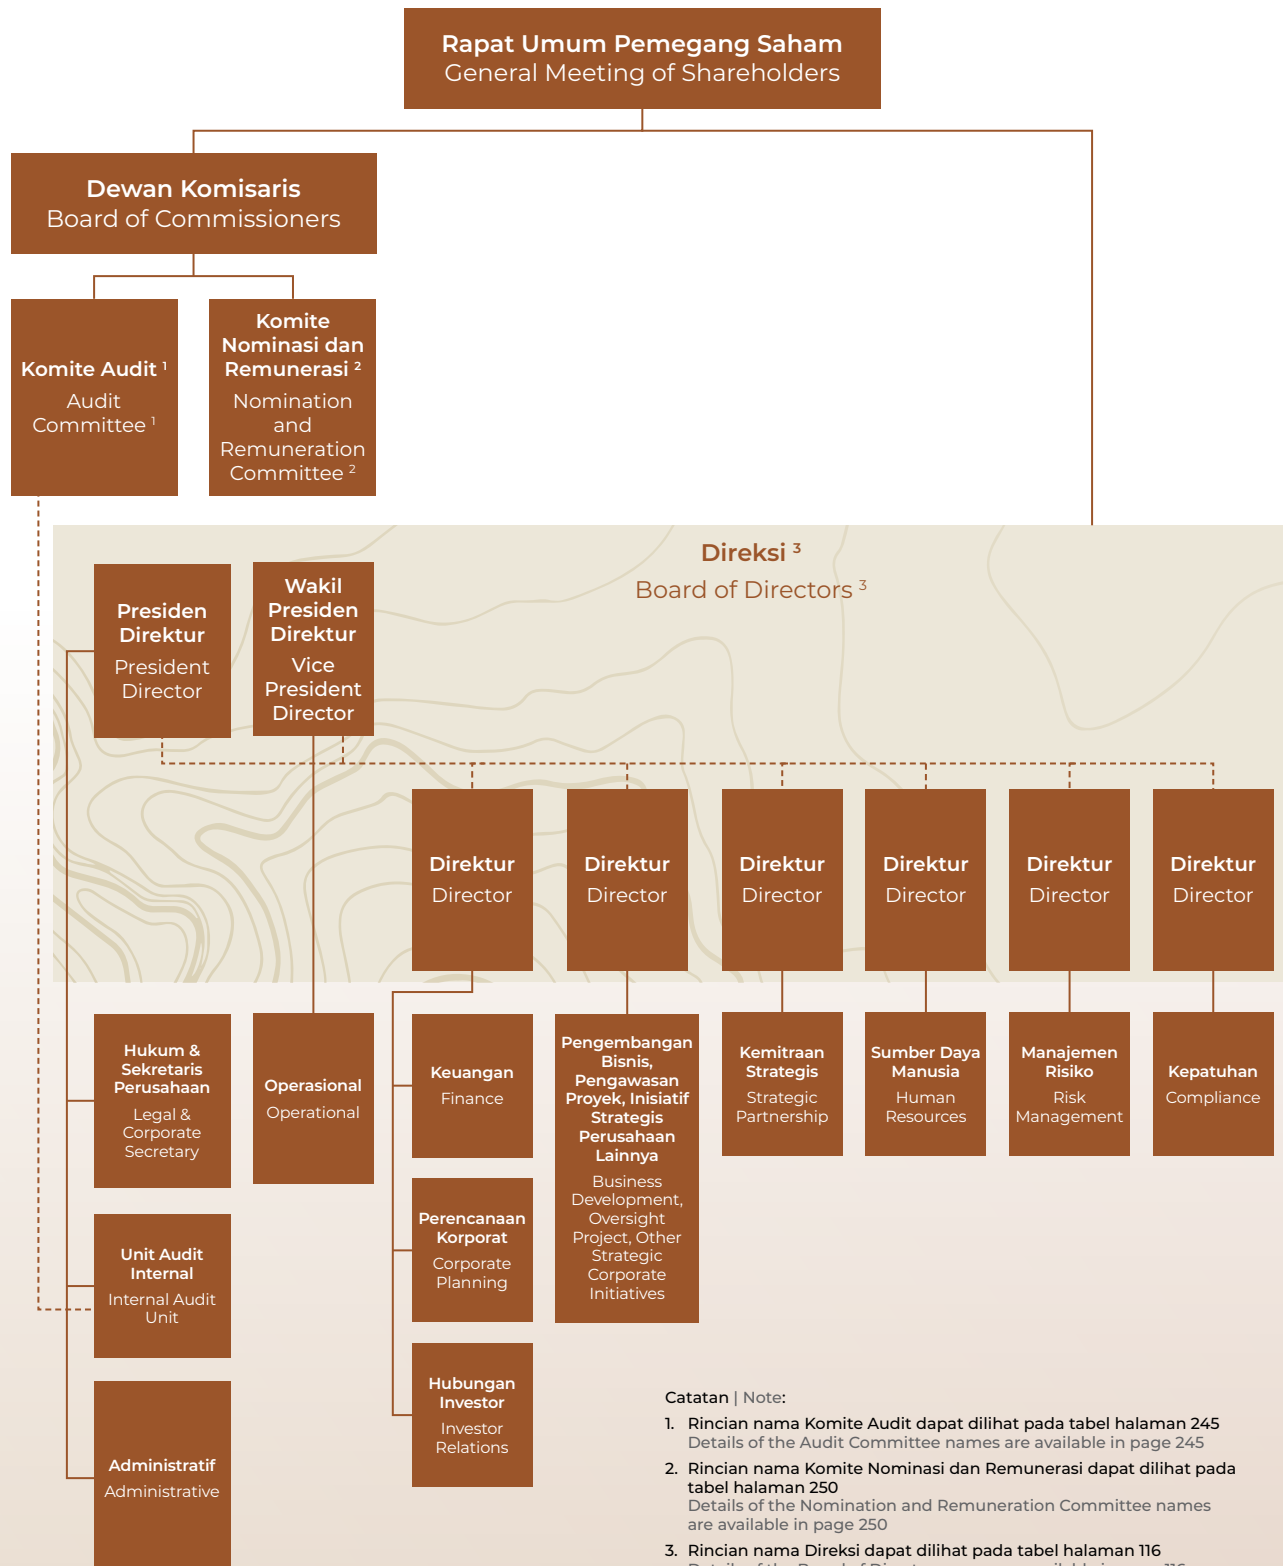 Rapat Umum Pemegang Saham
General Meeting of Shareholders
Dewan Komisaris
Board of Commissioners
Komite Audit ¹
Audit
Committee ¹
Komite
Nominasi dan
Remunerasi ²
Nomination
and
Remuneration
Committee ²
Direksi ³
Board of Directors ³
Presiden
Direktur
President
Director
Wakil
Presiden
Direktur
Vice
President
Director
Direktur
Director
Direktur
Director
Direktur
Director
Direktur
Director
Direktur
Director
Direktur
Director
Hukum &
Sekretaris
Perusahaan
Legal &
Corporate
Secretary
Operasional
Operational
Keuangan
Finance
Pengembangan
Bisnis,
Pengawasan
Proyek, Inisiatif
Strategis
Perusahaan
Lainnya
Business
Development,
Oversight
Project, Other
Strategic
Corporate
Initiatives
Kemitraan
Strategis
Strategic
Partnership
Sumber Daya
Manusia
Human
Resources
Manajemen
Risiko
Risk
Management
Kepatuhan
Compliance
Unit Audit
Internal
Internal Audit
Unit
Perencanaan
Korporat
Corporate
Planning
Administratif
Administrative
Hubungan
Investor
Investor
Relations
Catatan | Note:
1. Rincian nama Komite Audit dapat dilihat pada tabel halaman 245
Details of the Audit Committee names are available in page 245
2. Rincian nama Komite Nominasi dan Remunerasi dapat dilihat pada
tabel halaman 250
Details of the Nomination and Remuneration Committee names
are available in page 250
3. Rincian nama Direksi dapat dilihat pada tabel halaman 116